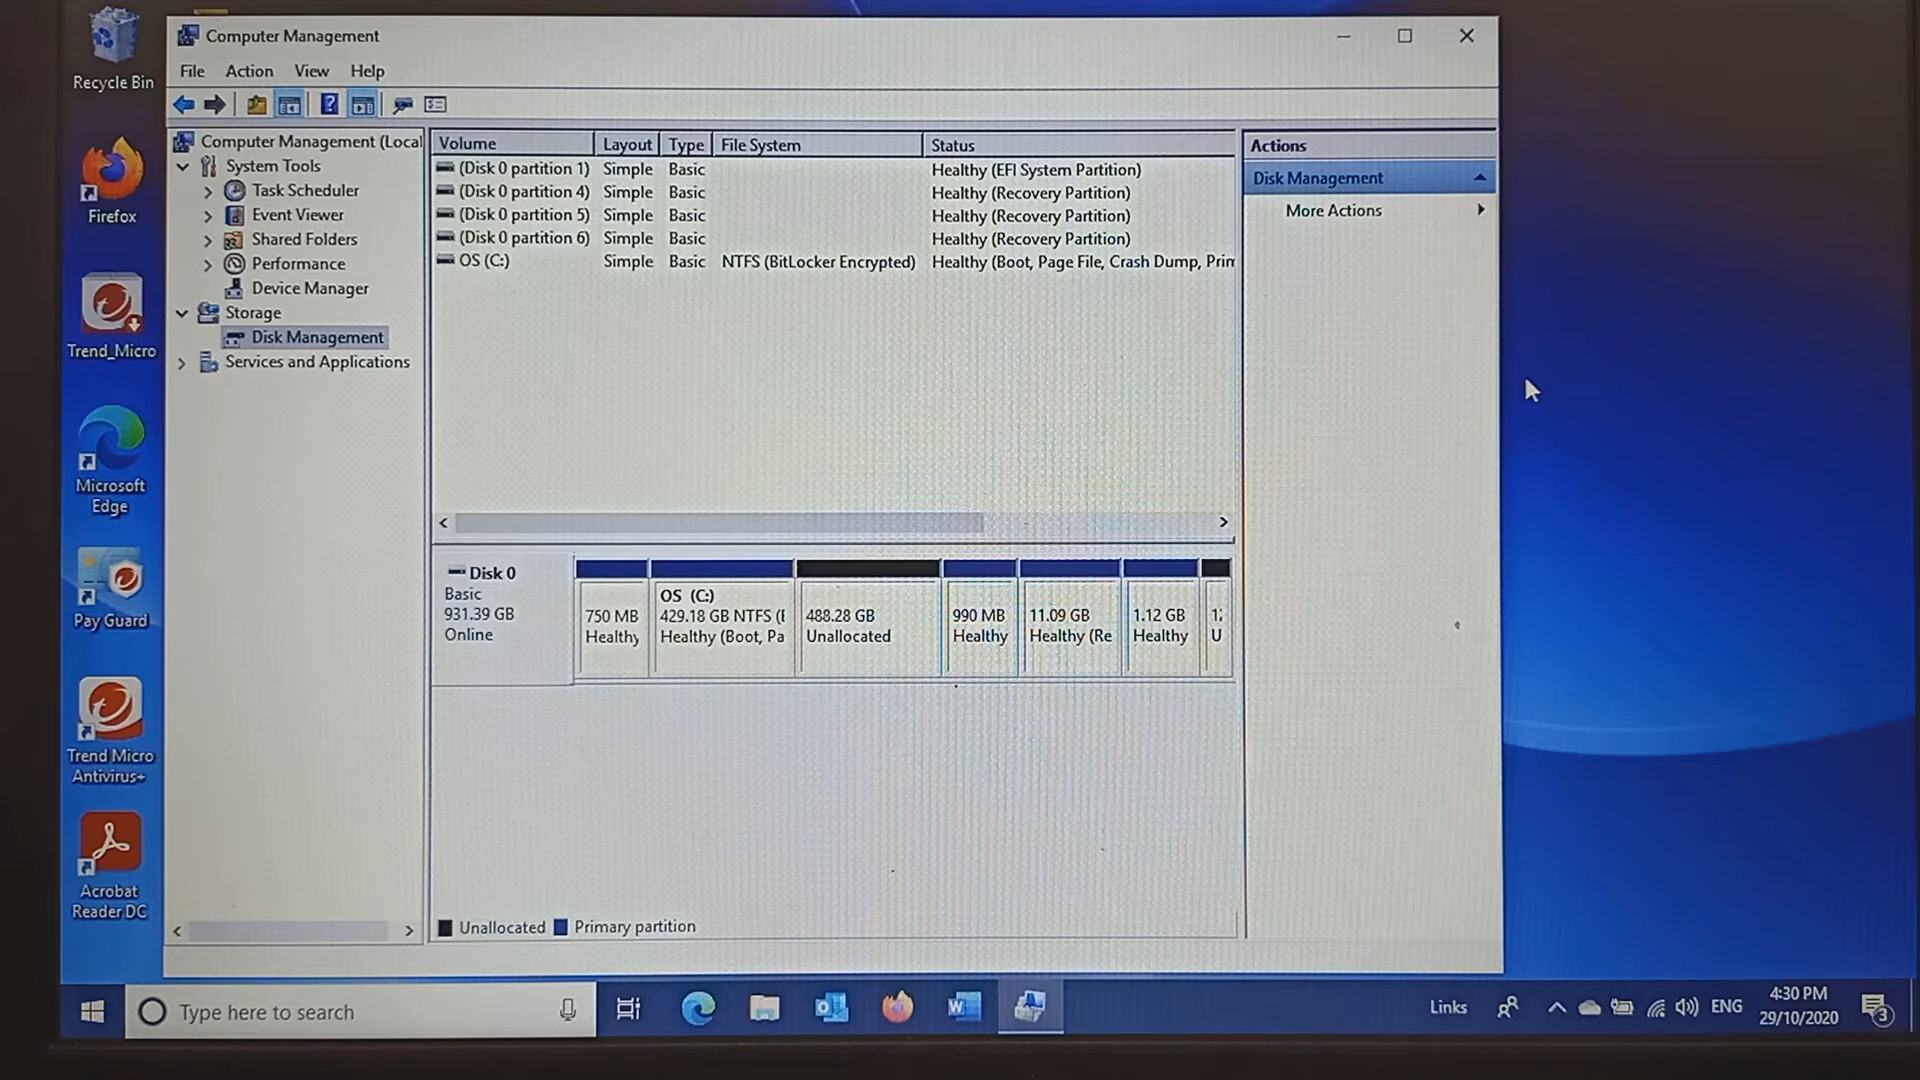 Recycle Bin
Firefox
Trend_Micro
Microsoft
Edge
Pay Guard
Trend Micro
Antivirus+
Acrobat
Reader DC
Computer Management
File Action View Help
Computer Management (Local
System Tools
Task Scheduler
Event Viewer
Shared Folders
Performance
Device Manager
Storage
Disk Management
Services and Applications
Volume Layout Type File System Status
(Disk 0 partition 1) Simple Basic Healthy (EFI System Partition)
(Disk 0 partition 4) Simple Basic Healthy (Recovery Partition)
(Disk 0 partition 5) Simple Basic Healthy (Recovery Partition)
(Disk 0 partition 6) Simple Basic Healthy (Recovery Partition)
OS (C:) Simple Basic NTFS (BitLocker Encrypted) Healthy (Boot, Page File, Crash Dump, Prim
Actions
Disk Management
More Actions
Disk 0
Basic
931.39 GB
Online
750 MB
Healthy
OS (C:)
429.18 GB NTFS (E
Healthy (Boot, Pa
488.28 GB
Unallocated
990 MB
Healthy
11.09 GB
Healthy (Re
1.12 GB
Healthy
U
Unallocated Primary partition
Type here to search
Links
ENG
4:30 PM
29/10/2020
3